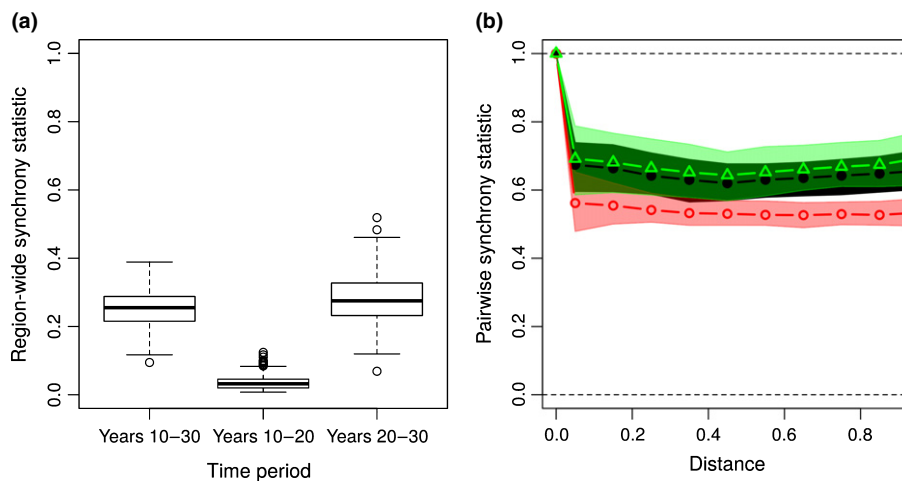 (a)
Region-wide synchrony statistic
1.0
0.8
0.6
0.4
0.2
0.0
Years 10–30 Years 10–20 Years 20–30
Time period
(b)
Pairwise synchrony statistic
1.0
0.8
0.6
0.4
0.2
0.0
0.0 0.2 0.4 0.6 0.8
Distance